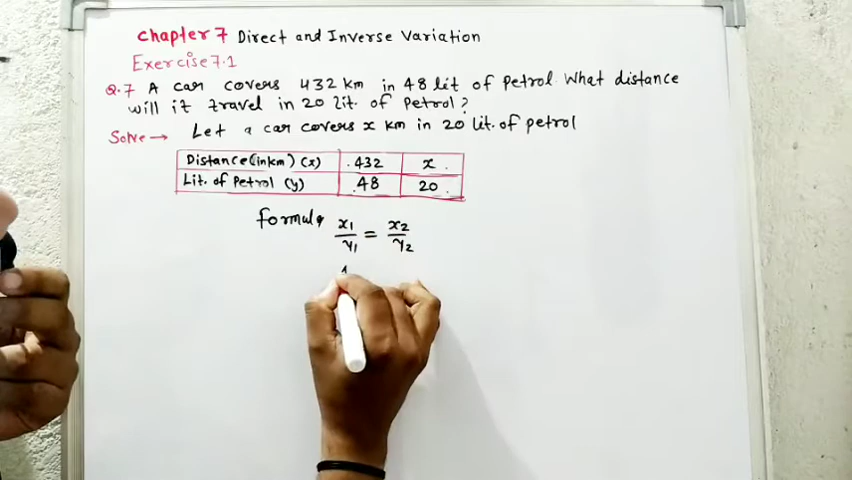 Chapter 7 Direct and Inverse Variation
Exercise 7.1
Q.7 A car covers 432 km in 48 lit of Petrol. What distance
will it travel in 20 lit. of Petrol?
Solve → Let a car covers x km in 20 lit. of petrol
Distance (in km) (x) 432 x
Lit. of Petrol (y) 48 20
formula x1/y1 = x2/y2